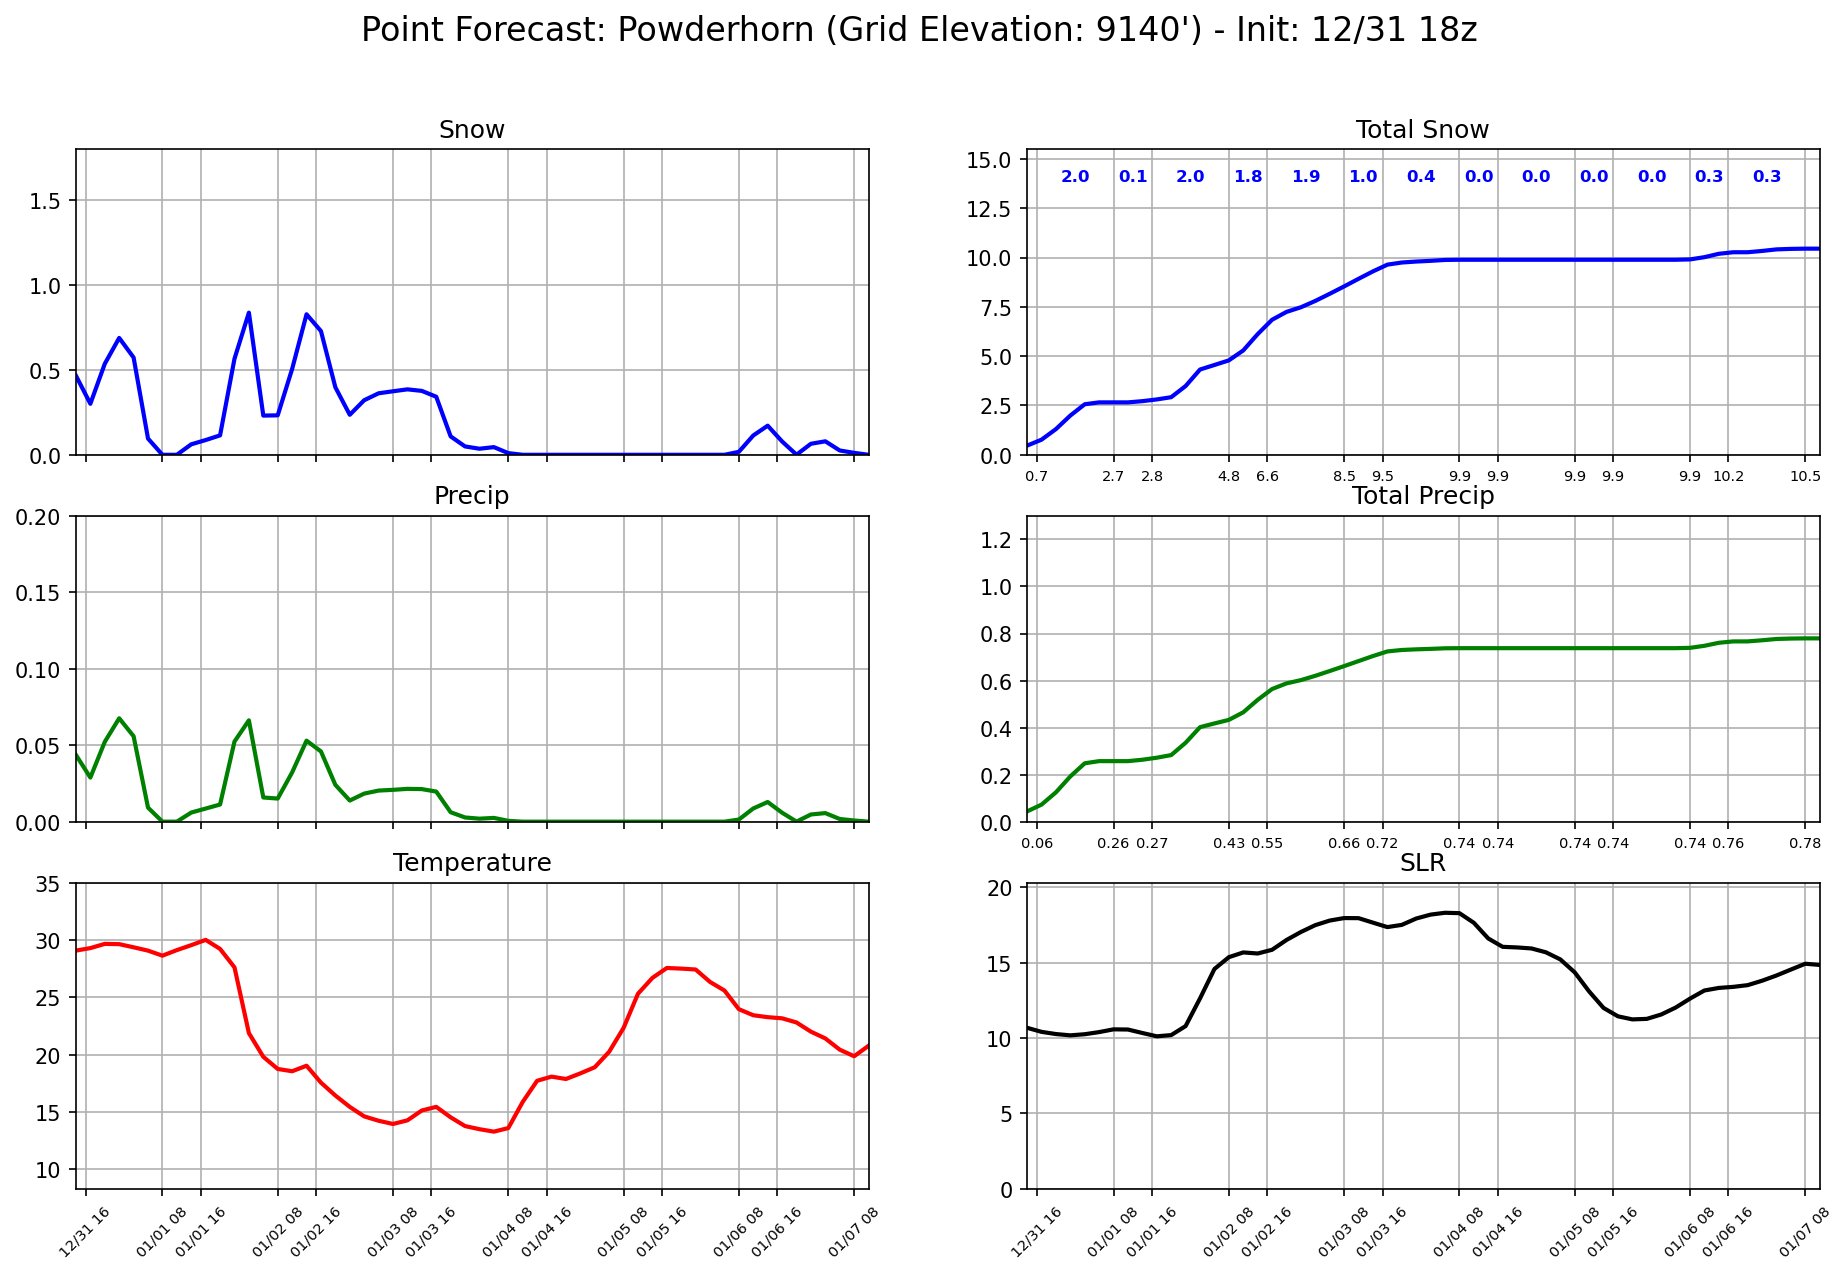 Point Forecast: Powderhorn (Grid Elevation: 9140') - Init: 12/31 18z
Snow
1.5
1.0
0.5
0.0
Total Snow
15.0
12.5
10.0
7.5
5.0
2.5
0.0
2.0 0.1 2.0 1.8 1.9 1.0 0.4 0.0 0.0 0.0 0.0 0.3 0.3
0.7 2.7 2.8 4.8 6.6 8.5 9.5 9.9 9.9 9.9 9.9 9.9 10.2 10.5
Precip
0.20
0.15
0.10
0.05
0.00
Total Precip
1.2
1.0
0.8
0.6
0.4
0.2
0.0
0.06 0.26 0.27 0.43 0.55 0.66 0.72 0.74 0.74 0.74 0.74 0.74 0.76 0.78
Temperature
35
30
25
20
15
10
12/31 16 01/01 08 01/01 16 01/02 08 01/02 16 01/03 08 01/03 16 01/04 08 01/04 16 01/05 08 01/05 16 01/06 08 01/06 16 01/07 08
SLR
20
15
10
5
0
12/31 16 01/01 08 01/01 16 01/02 08 01/02 16 01/03 08 01/03 16 01/04 08 01/04 16 01/05 08 01/05 16 01/06 08 01/06 16 01/07 08